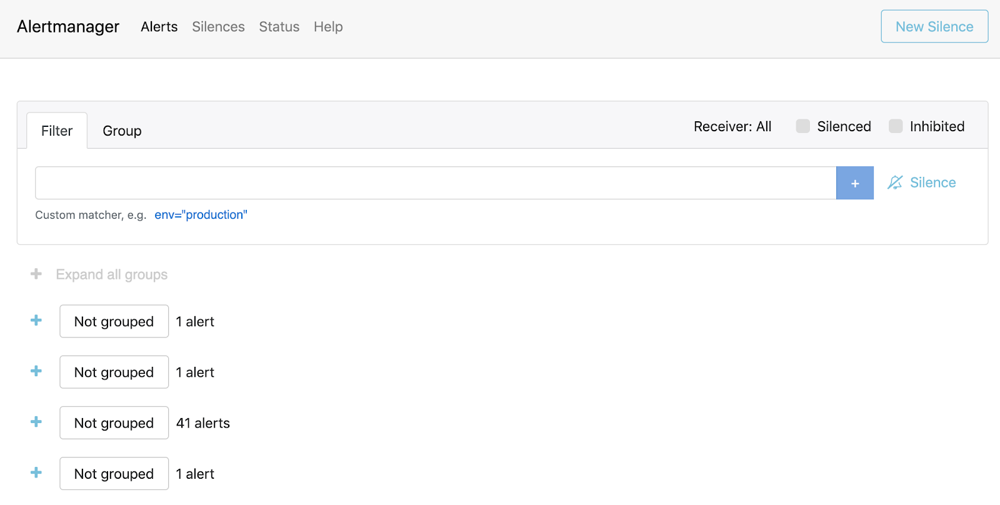 Alertmanager Alerts Silences Status Help New Silence
Filter Group Receiver: All Silenced Inhibited
+ Silence
Custom matcher, e.g. env="production"
+ Expand all groups
+ Not grouped 1 alert
+ Not grouped 1 alert
+ Not grouped 41 alerts
+ Not grouped 1 alert